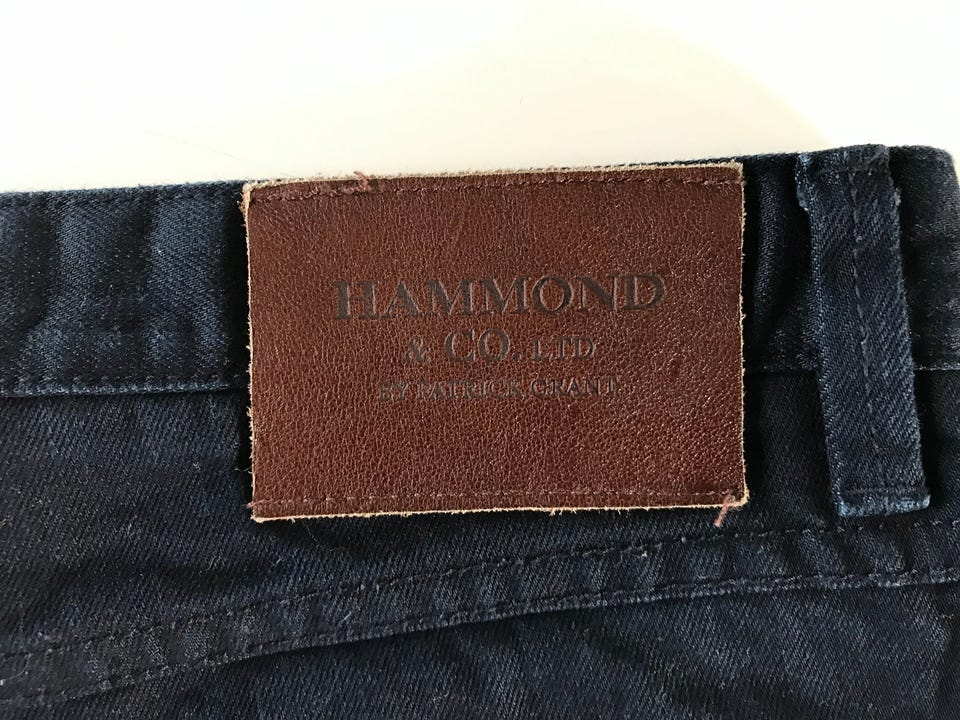 HAMMOND
& CO. LTD
BY PATRICK GRANT